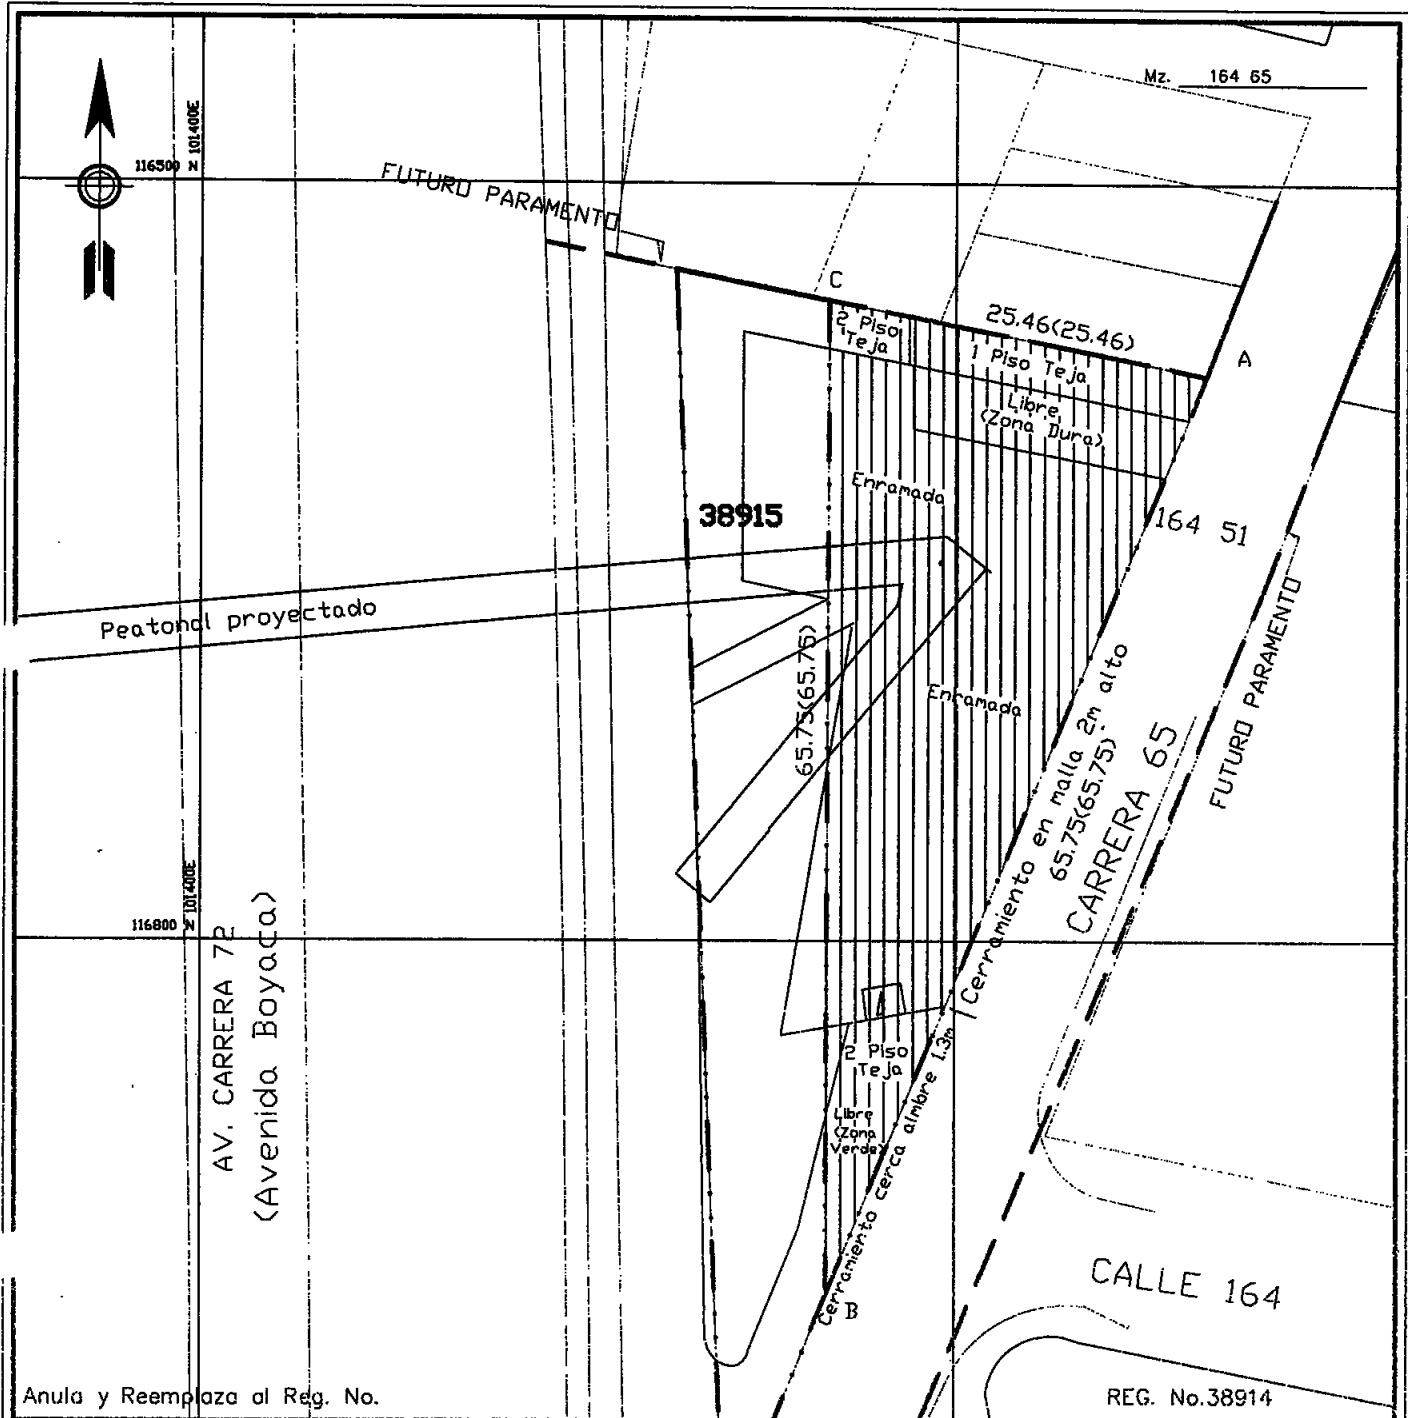 Mz. 164 65
101400E
116500 N
FUTURO PARAMENTO
C
25.46(25.46)
2 Piso
Teja
1 Piso Teja
A
Libre
(Zona Dura)
Enramada
38915
164 51
Peatonal proyectado
65.75(65.75)
Enramada
FUTURO PARAMENTO
Cerramiento en malla 2m alto
65.75(65.75)
CARRERA 65
101400E
116800 N
AV. CARRERA 72
(Avenida Boyaca)
2 Piso
Teja
Libre
(Zona
Verde)
Cerramiento cerca almbre 1.3m
CALLE 164
B
Anula y Reemplaza al Reg. No.
REG. No.38914